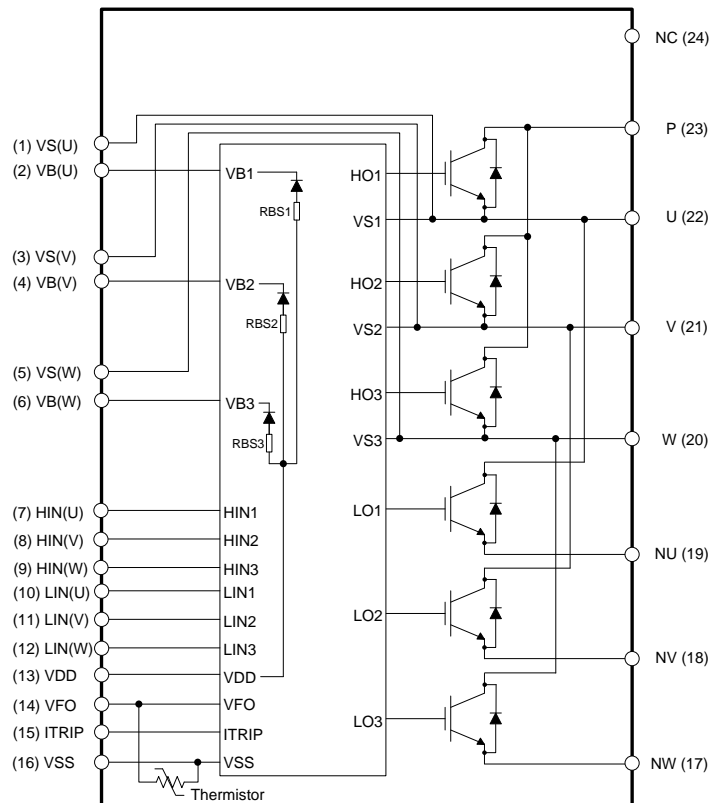 NC (24)
P (23)
(1) VS(U)
(2) VB(U)
VB1
HO1
RBS1
VS1
U (22)
(3) VS(V)
(4) VB(V)
VB2
HO2
RBS2
VS2
V (21)
(5) VS(W)
(6) VB(W)
VB3
HO3
RBS3
VS3
W (20)
(7) HIN(U)
HIN1
LO1
(8) HIN(V)
HIN2
NU (19)
(9) HIN(W)
HIN3
(10) LIN(U)
LIN1
(11) LIN(V)
LIN2
LO2
(12) LIN(W)
LIN3
NV (18)
(13) VDD
VDD
(14) VFO
VFO
LO3
(15) ITRIP
ITRIP
(16) VSS
VSS
NW (17)
Thermistor